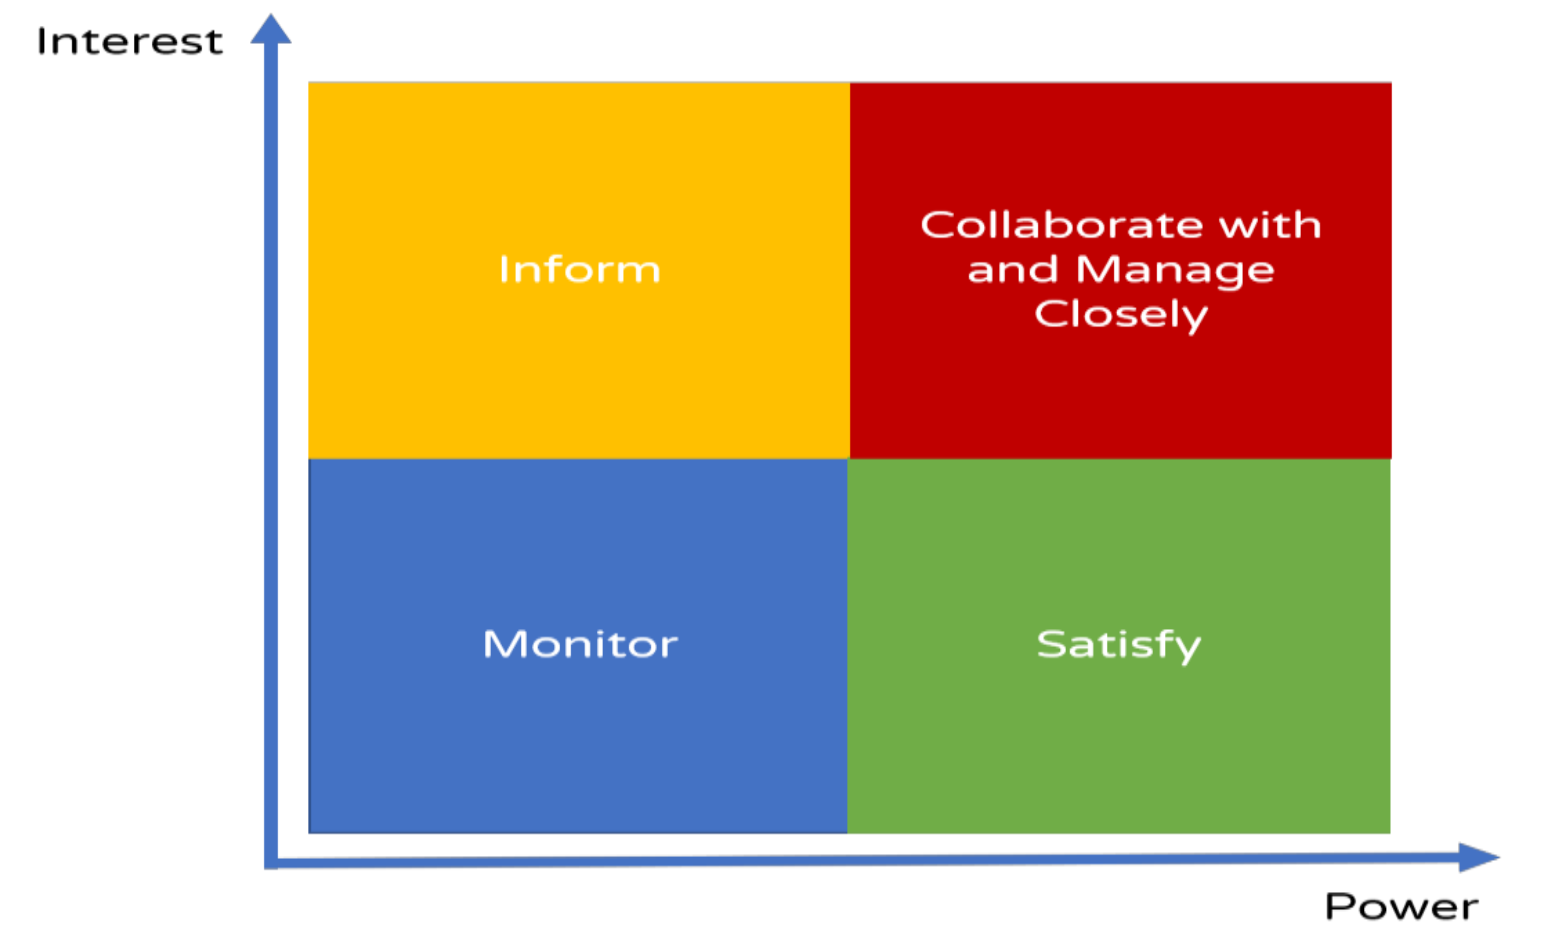 Interest
Inform
Collaborate with
and Manage
Closely
Monitor
Satisfy
Power